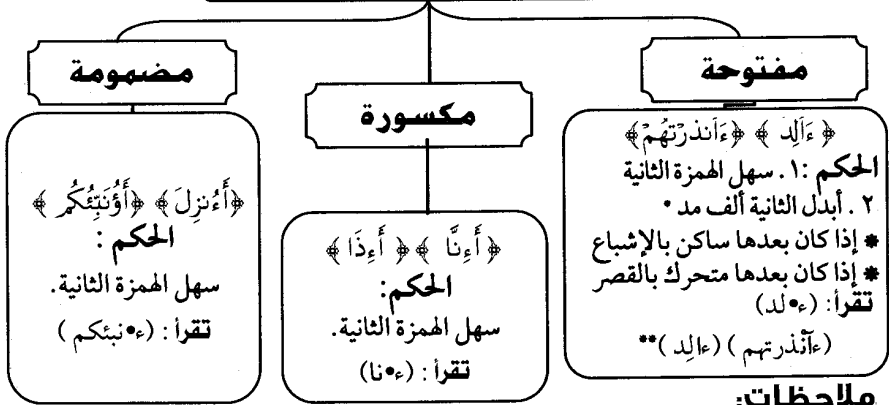 مفتوحة
﴿ ءَأَلِدُ ﴾ ﴿ ءَأَنذَرْتَهُمْ ﴾
الحكم : ١. سهل الهمزة الثانية
٢ . أبدل الثانية ألف مد *
* إذا كان بعدها ساكن بالإشباع
* إذا كان بعدها متحرك بالقصر
تقرأ: (ء•لد)
(ءآنذرتهم ) (ءالد )**
مكسورة
﴿ أَءِنَّا ﴾ ﴿ أَءِذَا ﴾
الحكم:
سهل الهمزة الثانية.
تقرأ : (ء•نا)
مضمومة
﴿أَءُنزِلَ﴾ ﴿أَؤُنَبِّئُكُم ﴾
الحكم :
سهل الهمزة الثانية.
تقرأ : (ء•نبئكم )
ملاحظات: